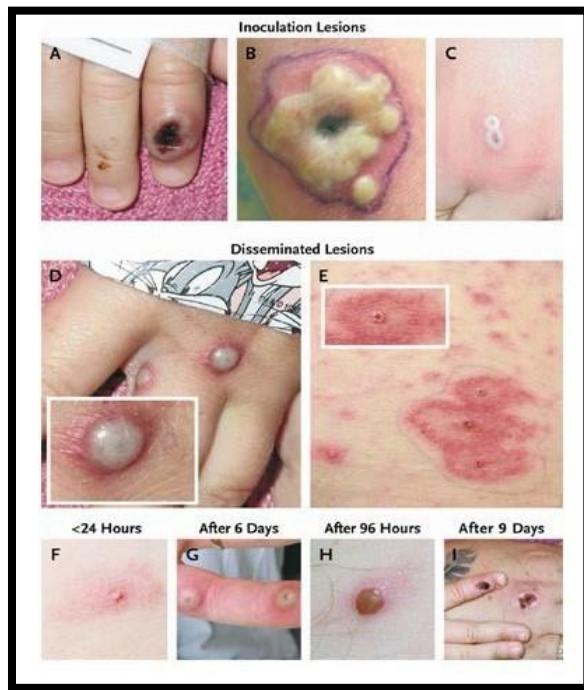 Inoculation Lesions
A
B
C
Disseminated Lesions
D
E
<24 Hours
After 6 Days
After 96 Hours
After 9 Days
F
G
H
I